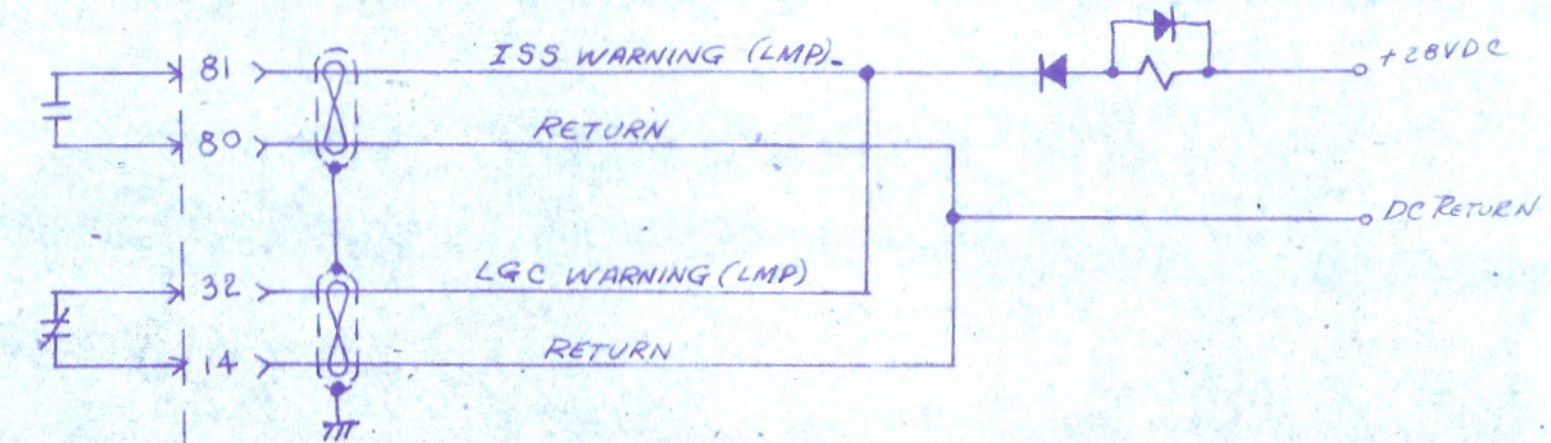 81
ISS WARNING (LMP)
+28VDC
80
RETURN
DC RETURN
32
LGC WARNING (LMP)
14
RETURN